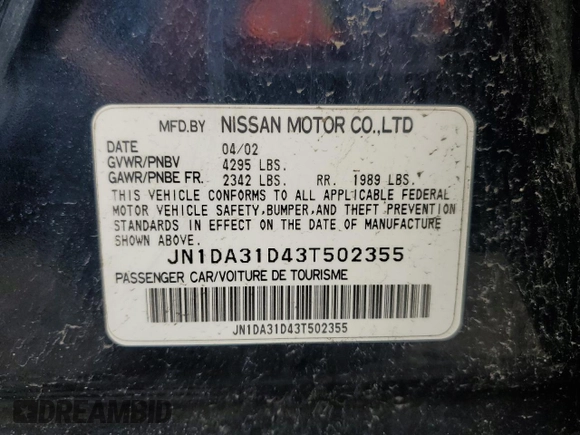 MFD.BY NISSAN MOTOR CO.,LTD
DATE 04/02
GVWR/PNBV 4295 LBS.
GAWR/PNBE FR. 2342 LBS. RR. 1989 LBS.
THIS VEHICLE CONFORMS TO ALL APPLICABLE FEDERAL
MOTOR VEHICLE SAFETY,BUMPER,AND THEFT PREVENTION
STANDARDS IN EFFECT ON THE DATE OF MANUFACTURE
SHOWN ABOVE.
JN1DA31D43T502355
PASSENGER CAR/VOITURE DE TOURISME
JN1DA31D43T502355
DREAMBID